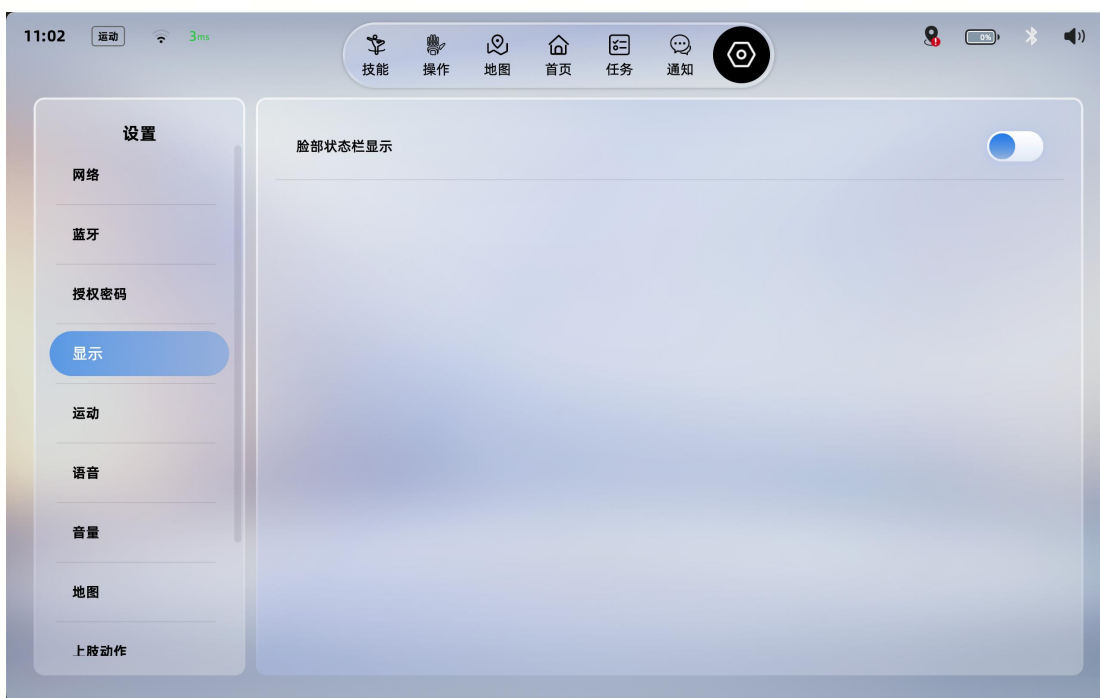 11:02 运动 3ms
技能 操作 地图 首页 任务 通知
0%
设置
网络
蓝牙
授权密码
显示
运动
语音
音量
地图
上肢动作
脸部状态栏显示